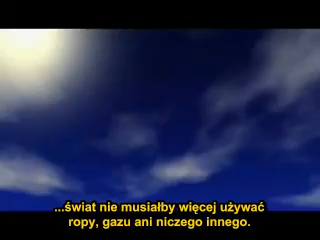 ...świat nie musiałby więcej używać
ropy, gazu ani niczego innego.